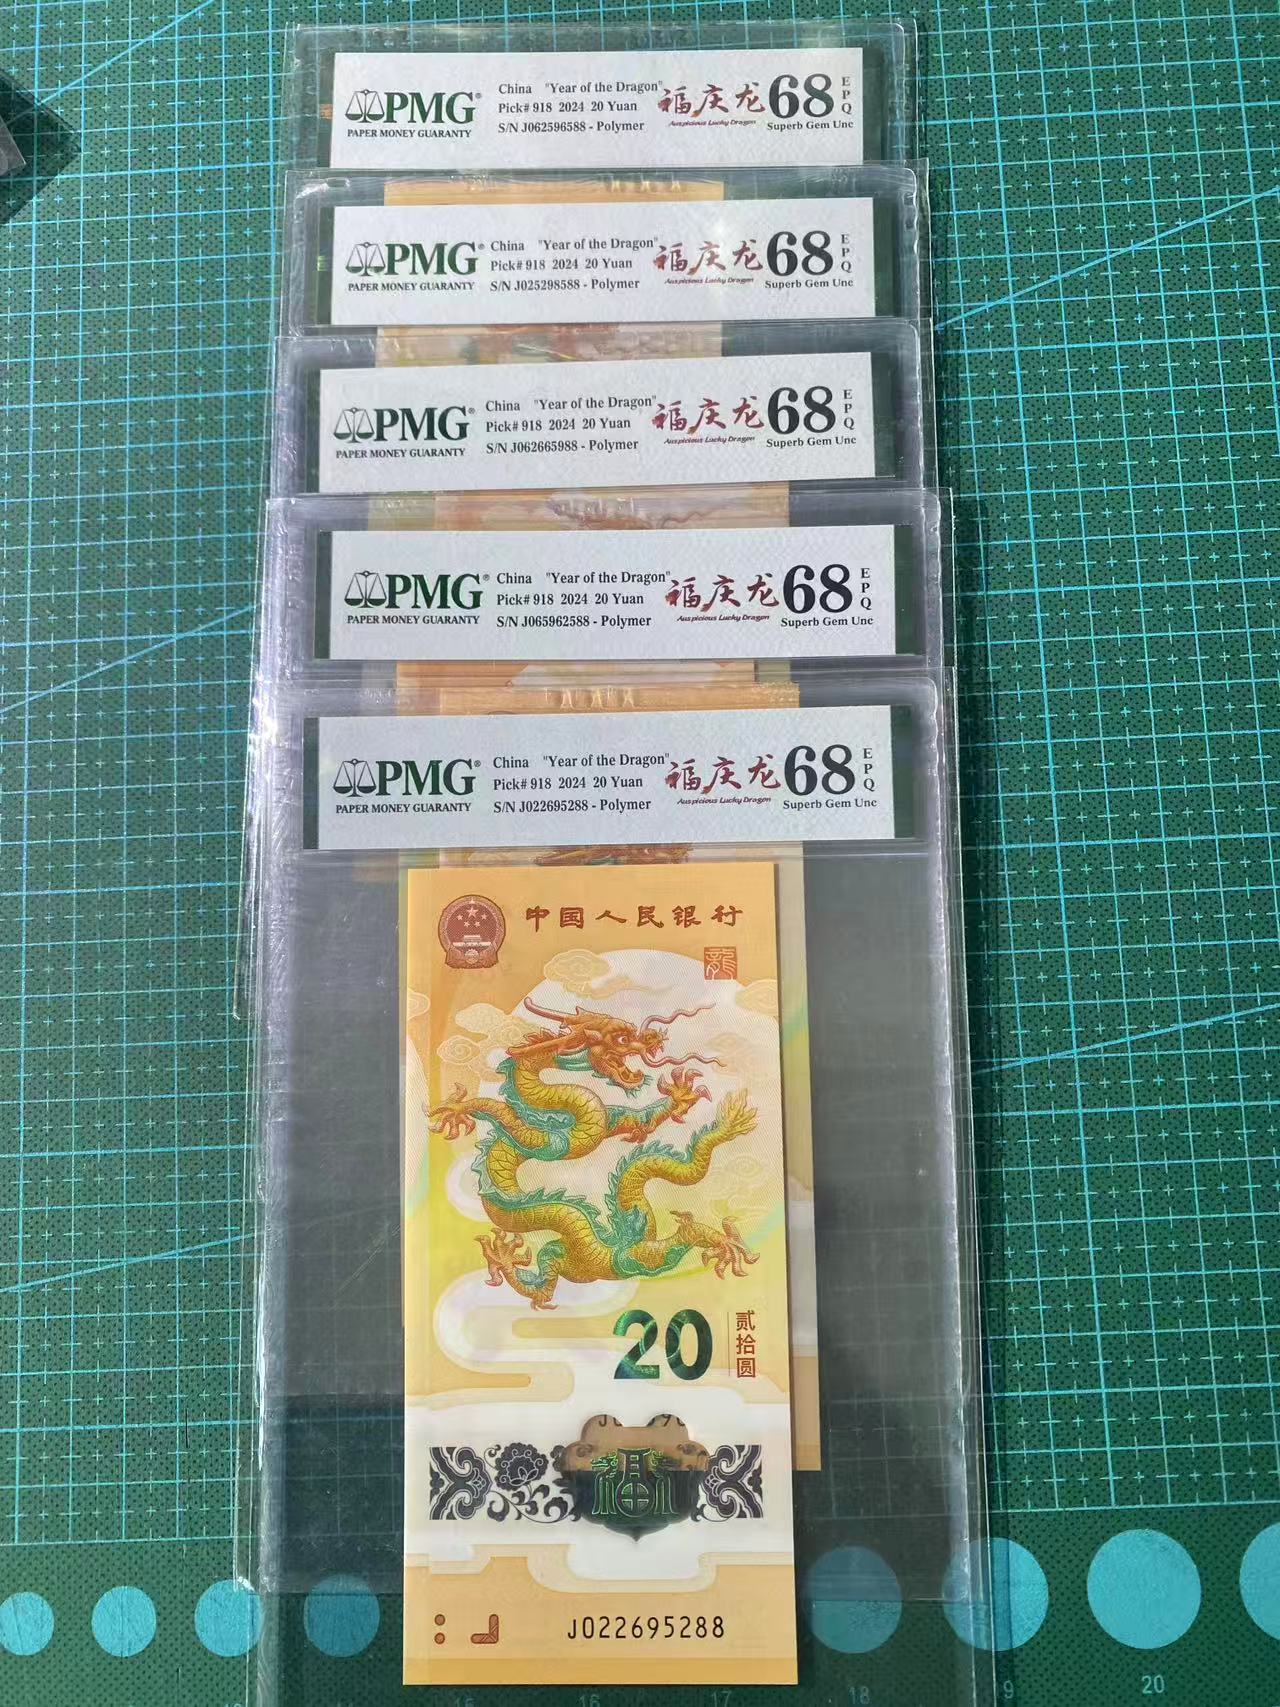 PMG®
PAPER MONEY GUARANTY
China "Year of the Dragon"
Pick# 918 2024 20 Yuan
S/N J062596588 - Polymer
福庆龙
Auspicious Lucky Dragon
68
EPQ
Superb Gem Unc
PMG®
PAPER MONEY GUARANTY
China "Year of the Dragon"
Pick# 918 2024 20 Yuan
S/N J025298588 - Polymer
福庆龙
Auspicious Lucky Dragon
68
EPQ
Superb Gem Unc
PMG®
PAPER MONEY GUARANTY
China "Year of the Dragon"
Pick# 918 2024 20 Yuan
S/N J062665988 - Polymer
福庆龙
Auspicious Lucky Dragon
68
EPQ
Superb Gem Unc
PMG®
PAPER MONEY GUARANTY
China "Year of the Dragon"
Pick# 918 2024 20 Yuan
S/N J065962588 - Polymer
福庆龙
Auspicious Lucky Dragon
68
EPQ
Superb Gem Unc
PMG®
PAPER MONEY GUARANTY
China "Year of the Dragon"
Pick# 918 2024 20 Yuan
S/N J022695288 - Polymer
福庆龙
Auspicious Lucky Dragon
68
EPQ
Superb Gem Unc
中国人民银行
龍
20
贰拾圆
福
J022695288
15 16 17 18 19 20